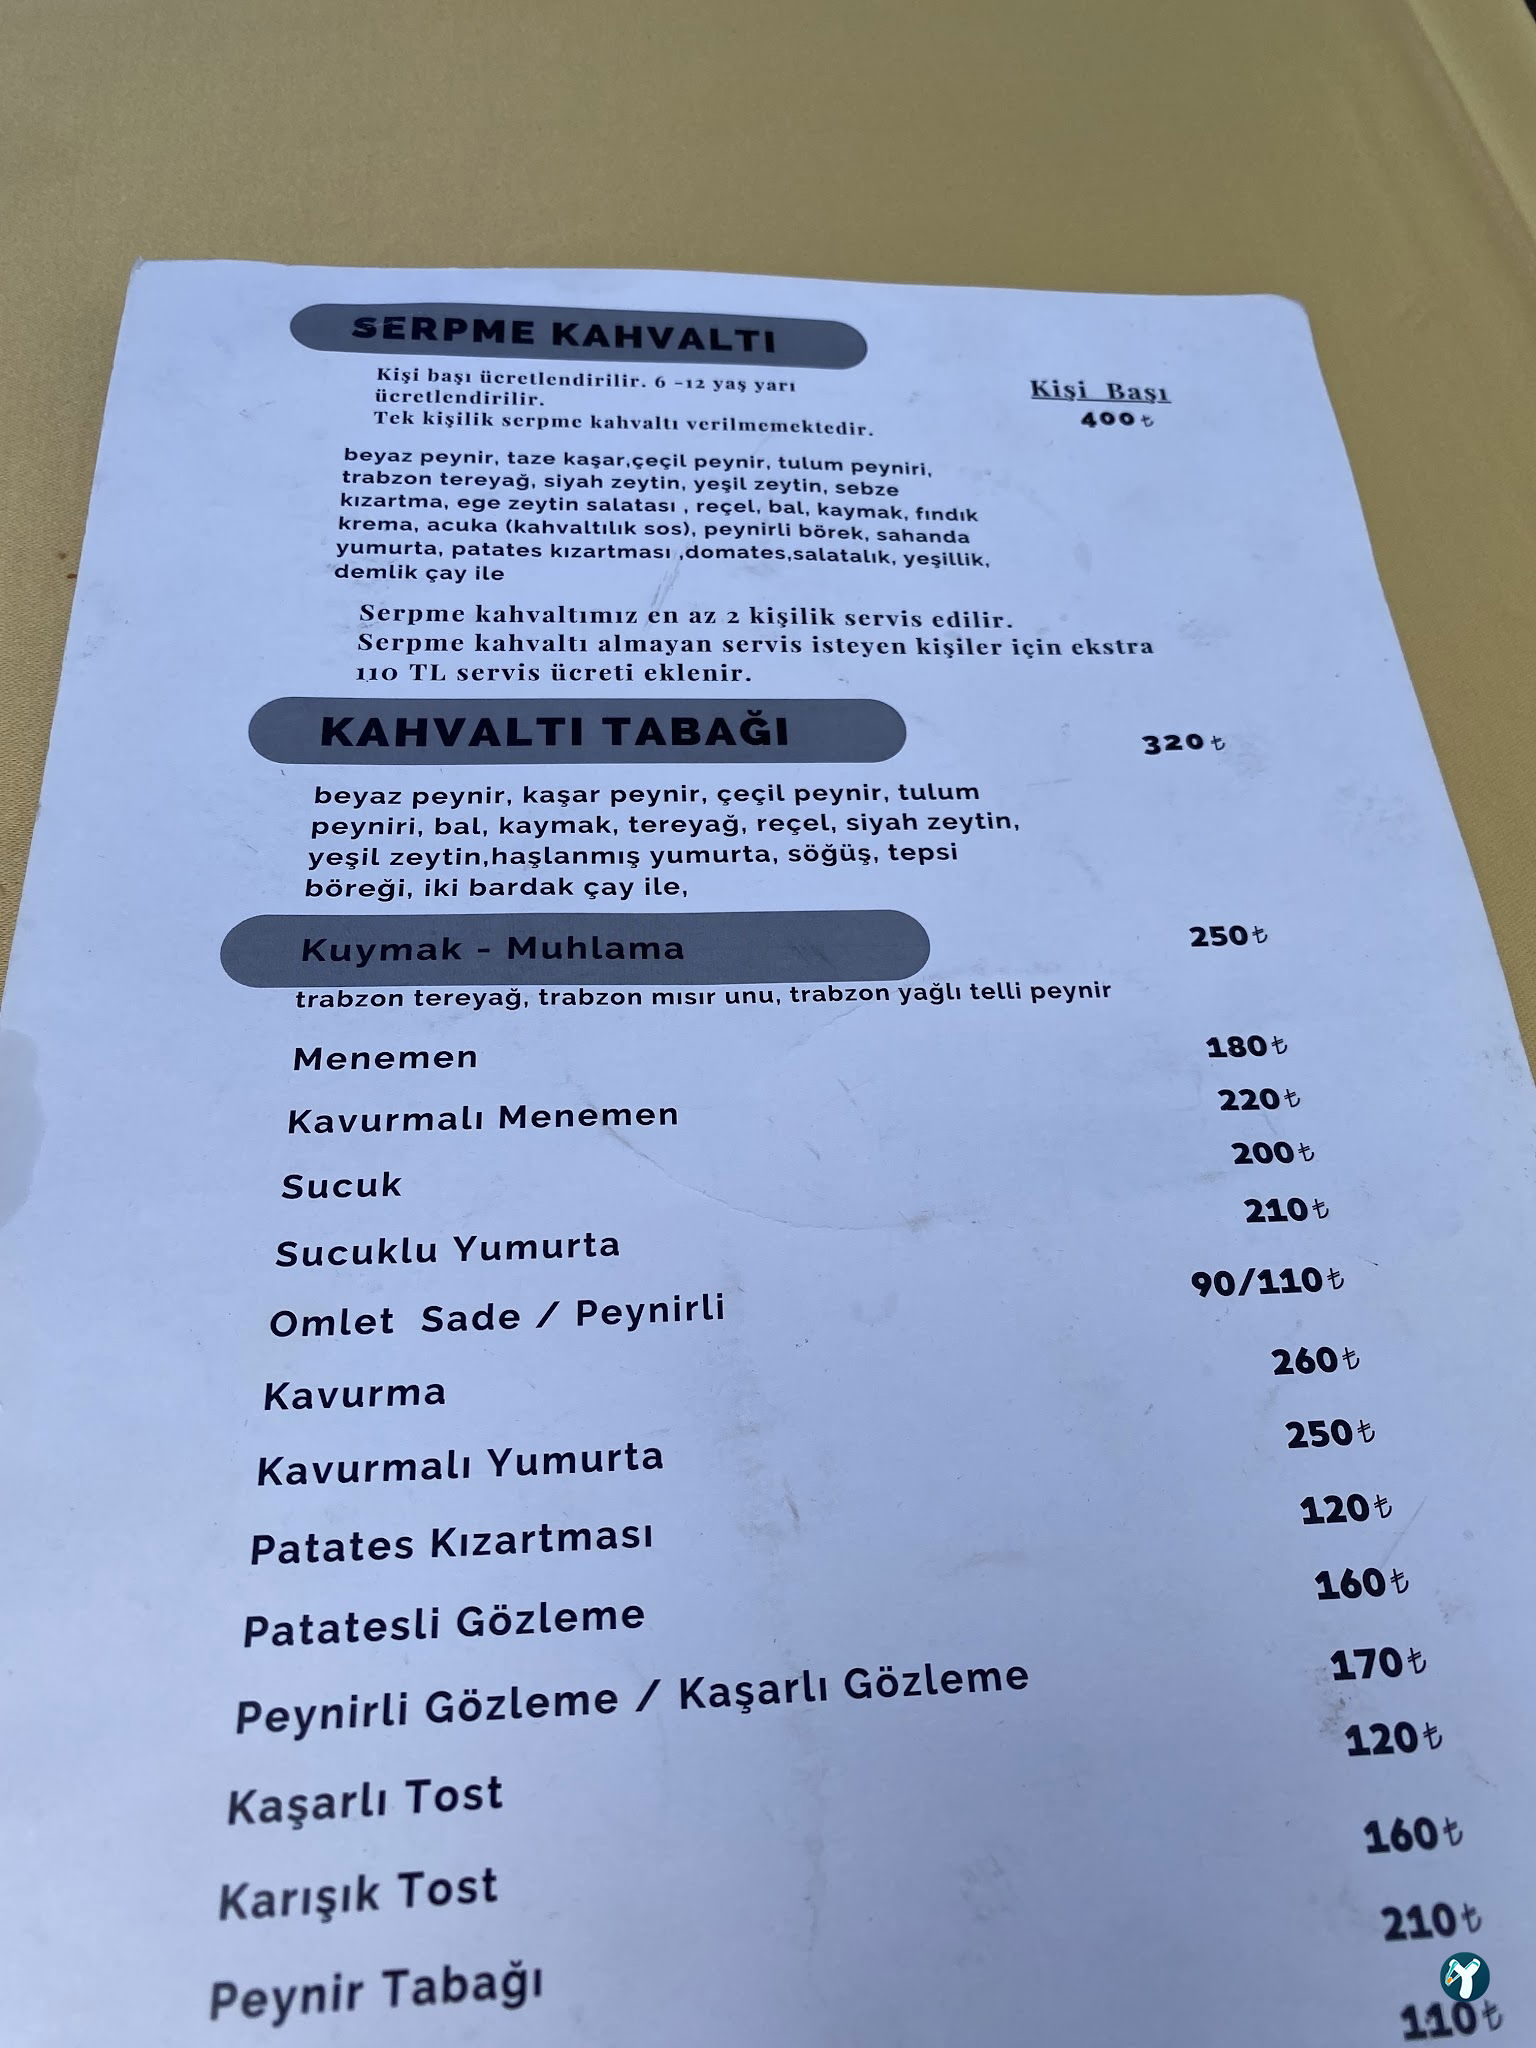 SERPME KAHVALTI
Kişi başı ücretlendirilir. 6 -12 yaş yarı
ücretlendirilir.
Tek kişilik serpme kahvaltı verilmemektedir.
Kişi Başı
400₺
beyaz peynir, taze kaşar,çeçil peynir, tulum peyniri,
trabzon tereyağ, siyah zeytin, yeşil zeytin, sebze
kızartma, ege zeytin salatası , reçel, bal, kaymak, fındık
krema, acuka (kahvaltılık sos), peynirli börek, sahanda
yumurta, patates kızartması ,domates,salatalık, yeşillik,
demlik çay ile
Serpme kahvaltımız en az 2 kişilik servis edilir.
Serpme kahvaltı almayan servis isteyen kişiler için ekstra
110 TL servis ücreti eklenir.
KAHVALTI TABAĞI 320₺
beyaz peynir, kaşar peynir, çeçil peynir, tulum
peyniri, bal, kaymak, tereyağ, reçel, siyah zeytin,
yeşil zeytin,haşlanmış yumurta, söğüş, tepsi
böreği, iki bardak çay ile,
Kuymak - Muhlama 250₺
trabzon tereyağ, trabzon mısır unu, trabzon yağlı telli peynir
Menemen 180₺
Kavurmalı Menemen 220₺
Sucuk 200₺
Sucuklu Yumurta 210₺
Omlet Sade / Peynirli 90/110₺
Kavurma 260₺
Kavurmalı Yumurta 250₺
Patates Kızartması 120₺
Patatesli Gözleme 160₺
Peynirli Gözleme / Kaşarlı Gözleme 170₺
Kaşarlı Tost 120₺
Karışık Tost 160₺
Peynir Tabağı 210₺
110₺